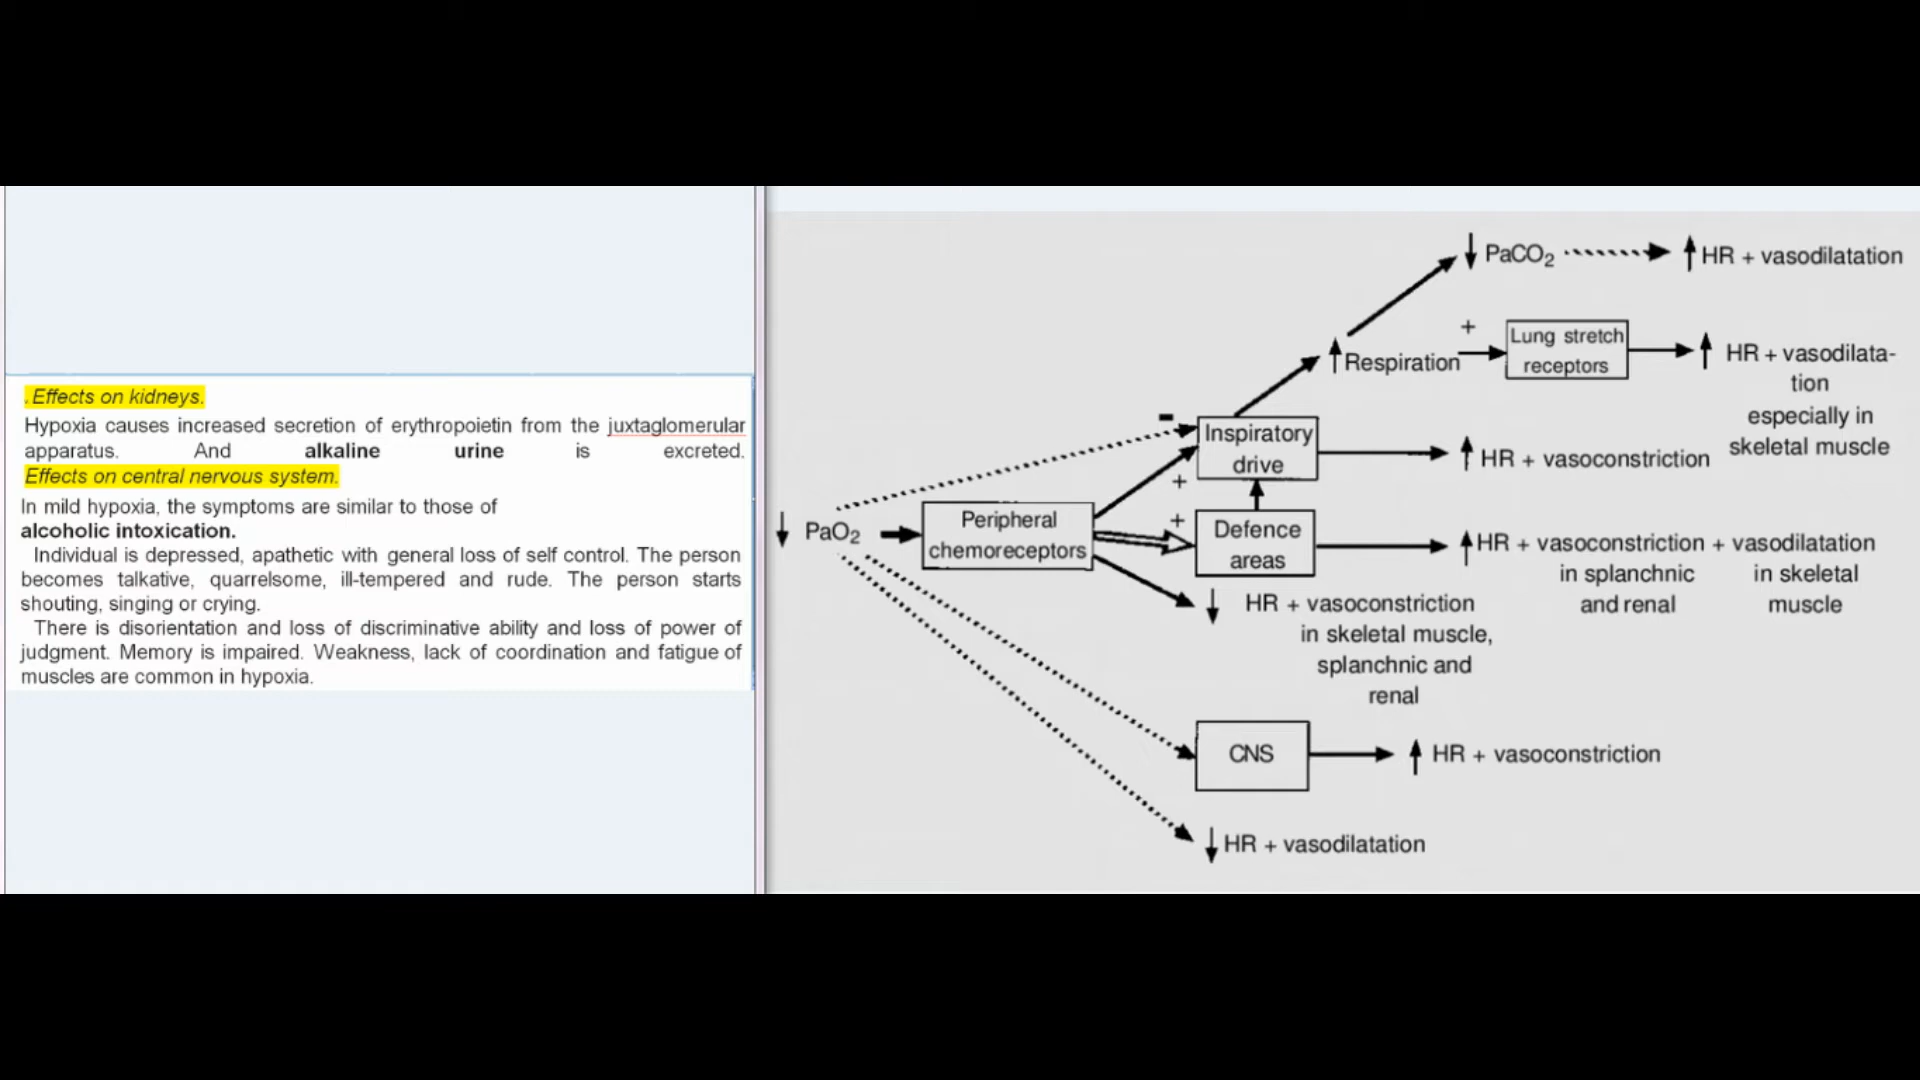 . Effects on kidneys.
Hypoxia causes increased secretion of erythropoietin from the juxtaglomerular
apparatus. And alkaline urine is excreted.
Effects on central nervous system.
In mild hypoxia, the symptoms are similar to those of
alcoholic intoxication.
Individual is depressed, apathetic with general loss of self control. The person
becomes talkative, quarrelsome, ill-tempered and rude. The person starts
shouting, singing or crying.
There is disorientation and loss of discriminative ability and loss of power of
judgment. Memory is impaired. Weakness, lack of coordination and fatigue of
muscles are common in hypoxia.
↓ PaCO₂ ↑ HR + vasodilatation
+
↑ Respiration
Lung stretch
receptors
↑ HR + vasodilata-
tion
especially in
skeletal muscle
-
Inspiratory
drive
↑ HR + vasoconstriction
+
↓ PaO₂
Peripheral
chemoreceptors
+
Defence
areas
↑ HR + vasoconstriction + vasodilatation
in splanchnic in skeletal
and renal muscle
↓ HR + vasoconstriction
in skeletal muscle,
splanchnic and
renal
CNS
↑ HR + vasoconstriction
↓ HR + vasodilatation